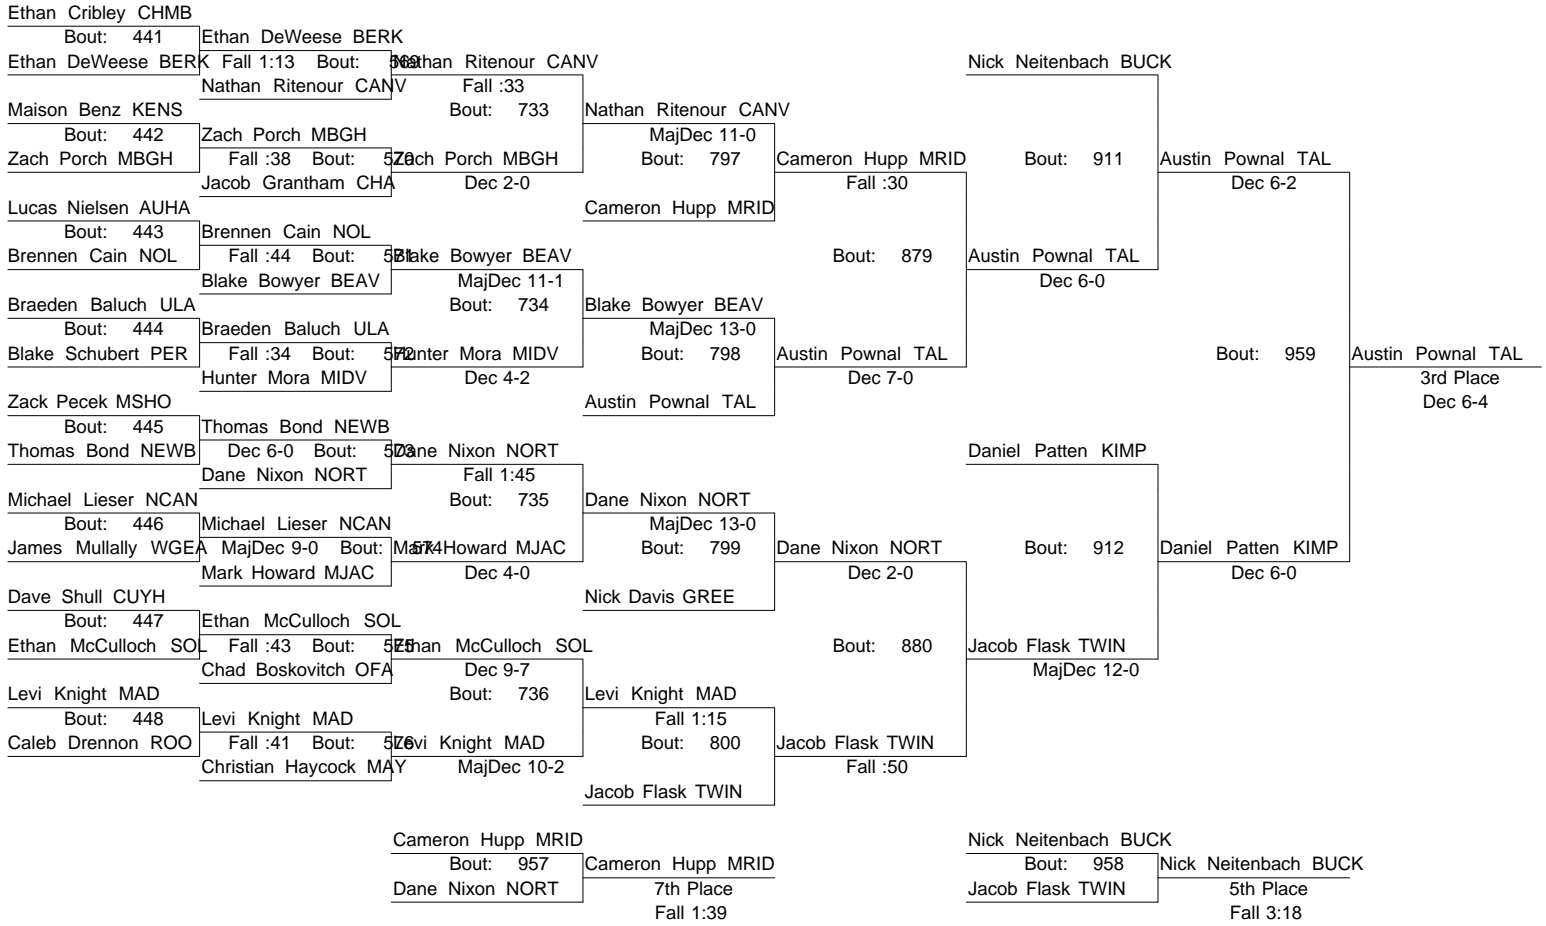 Ethan Cribley CHMB
Bout: 441 Ethan DeWeese BERK
Ethan DeWeese BERK Fall 1:13 Bout: 569 Nathan Ritenour CANV Nick Neitenbach BUCK
Nathan Ritenour CANV Fall :33
Maison Benz KENS Bout: 733 Nathan Ritenour CANV
Bout: 442 Zach Porch MBGH MajDec 11-0
Zach Porch MBGH Fall :38 Bout: 570 Zach Porch MBGH Bout: 797 Cameron Hupp MRID Bout: 911 Austin Pownal TAL
Jacob Grantham CHA Dec 2-0 Fall :30 Dec 6-2
Lucas Nielsen AUHA Cameron Hupp MRID
Bout: 443 Brennen Cain NOL
Brennen Cain NOL Fall :44 Bout: 571 Blake Bowyer BEAV Bout: 879 Austin Pownal TAL
Blake Bowyer BEAV MajDec 11-1 Dec 6-0
Braeden Baluch ULA Bout: 734 Blake Bowyer BEAV
Bout: 444 Braeden Baluch ULA MajDec 13-0
Blake Schubert PER Fall :34 Bout: 572 Hunter Mora MIDV Bout: 798 Austin Pownal TAL Bout: 959 Austin Pownal TAL
Hunter Mora MIDV Dec 4-2 Dec 7-0 3rd Place
Zack Pecek MSHO Austin Pownal TAL Dec 6-4
Bout: 445 Thomas Bond NEWB
Thomas Bond NEWB Dec 6-0 Bout: 573 Dane Nixon NORT Daniel Patten KIMP
Dane Nixon NORT Fall 1:45
Michael Lieser NCAN Bout: 735 Dane Nixon NORT
Bout: 446 Michael Lieser NCAN MajDec 13-0
James Mullally WGEA MajDec 9-0 Bout: 574 Mark Howard MJAC Bout: 799 Dane Nixon NORT Bout: 912 Daniel Patten KIMP
Mark Howard MJAC Dec 4-0 Dec 2-0 Dec 6-0
Dave Shull CUYH Nick Davis GREE
Bout: 447 Ethan McCulloch SOL
Ethan McCulloch SOL Fall :43 Bout: 575 Ethan McCulloch SOL Bout: 880 Jacob Flask TWIN
Chad Boskovitch OFA Dec 9-7 MajDec 12-0
Levi Knight MAD Bout: 736 Levi Knight MAD
Bout: 448 Levi Knight MAD Fall 1:15
Caleb Drennon ROO Fall :41 Bout: 576 Levi Knight MAD Bout: 800 Jacob Flask TWIN
Christian Haycock MAY MajDec 10-2 Fall :50
Jacob Flask TWIN
Cameron Hupp MRID Nick Neitenbach BUCK
Bout: 957 Cameron Hupp MRID Bout: 958 Nick Neitenbach BUCK
Dane Nixon NORT 7th Place Jacob Flask TWIN 5th Place
Fall 1:39 Fall 3:18